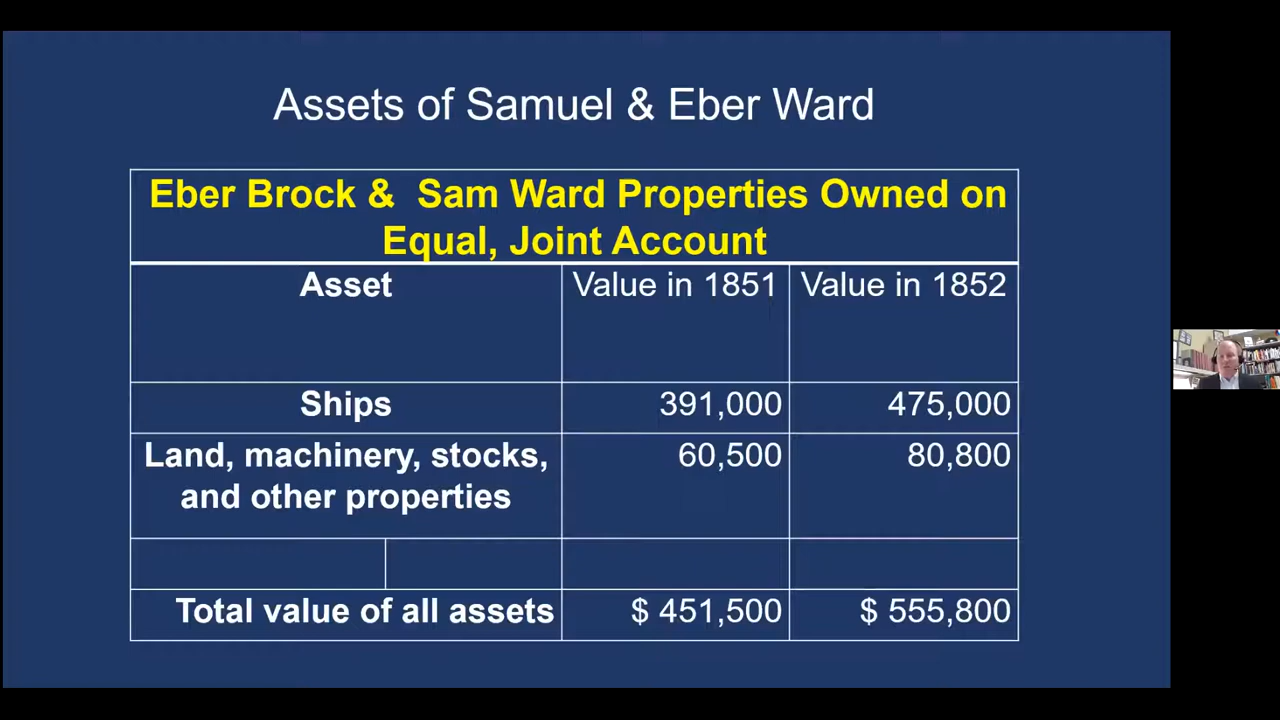 Assets of Samuel & Eber Ward
Eber Brock & Sam Ward Properties Owned on
Equal, Joint Account
Asset Value in 1851 Value in 1852
Ships 391,000 475,000
Land, machinery, stocks, 60,500 80,800
and other properties
Total value of all assets $ 451,500 $ 555,800